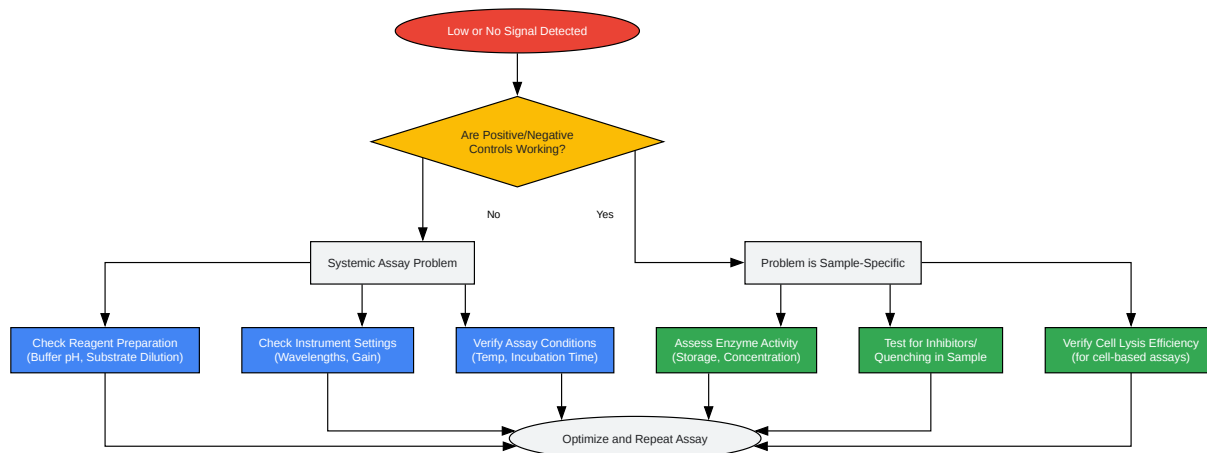 Low or No Signal Detected
Are Positive/Negative
Controls Working?
No
Yes
Systemic Assay Problem
Problem is Sample-Specific
Check Reagent Preparation
(Buffer pH, Substrate Dilution)
Check Instrument Settings
(Wavelengths, Gain)
Verify Assay Conditions
(Temp, Incubation Time)
Assess Enzyme Activity
(Storage, Concentration)
Test for Inhibitors/
Quenching in Sample
Verify Cell Lysis Efficiency
(for cell-based assays)
Optimize and Repeat Assay